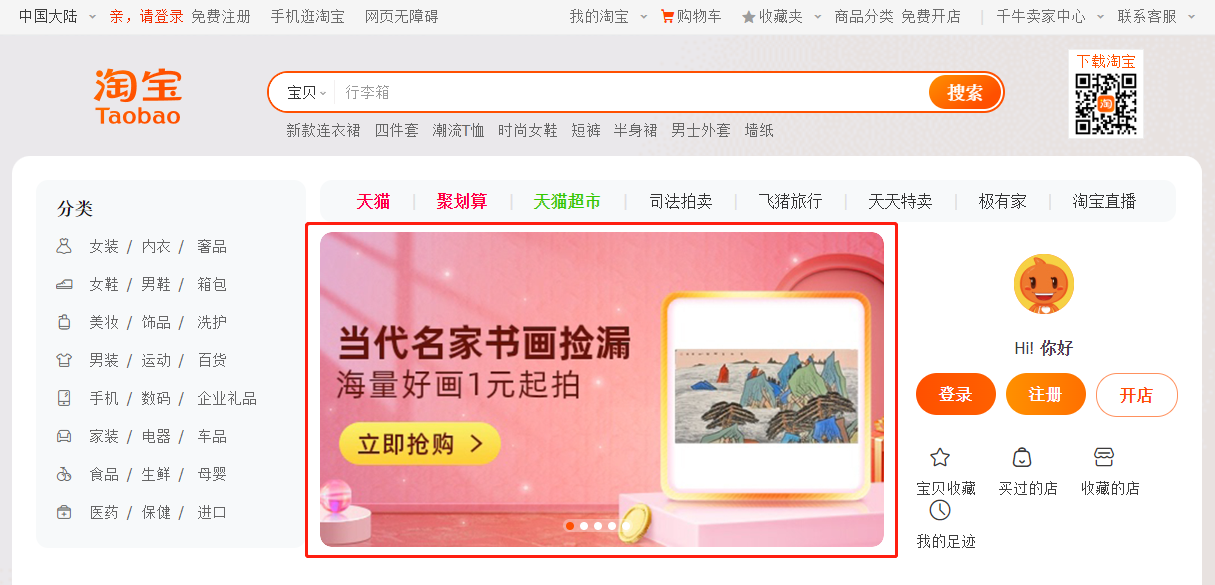 中国大陆 亲，请登录 免费注册 手机逛淘宝 网页无障碍 我的淘宝 购物车 收藏夹 商品分类 免费开店 千牛卖家中心 联系客服
淘宝
Taobao
宝贝 行李箱 搜索
新款连衣裙 四件套 潮流T恤 时尚女鞋 短裤 半身裙 男士外套 墙纸
下载淘宝
淘
分类
女装 / 内衣 / 奢品
女鞋 / 男鞋 / 箱包
美妆 / 饰品 / 洗护
男装 / 运动 / 百货
手机 / 数码 / 企业礼品
家装 / 电器 / 车品
食品 / 生鲜 / 母婴
医药 / 保健 / 进口
天猫 聚划算 天猫超市 司法拍卖 飞猪旅行 天天特卖 极有家 淘宝直播
当代名家书画捡漏
海量好画1元起拍
立即抢购 >
Hi! 你好
登录 注册 开店
宝贝收藏 买过的店 收藏的店
我的足迹